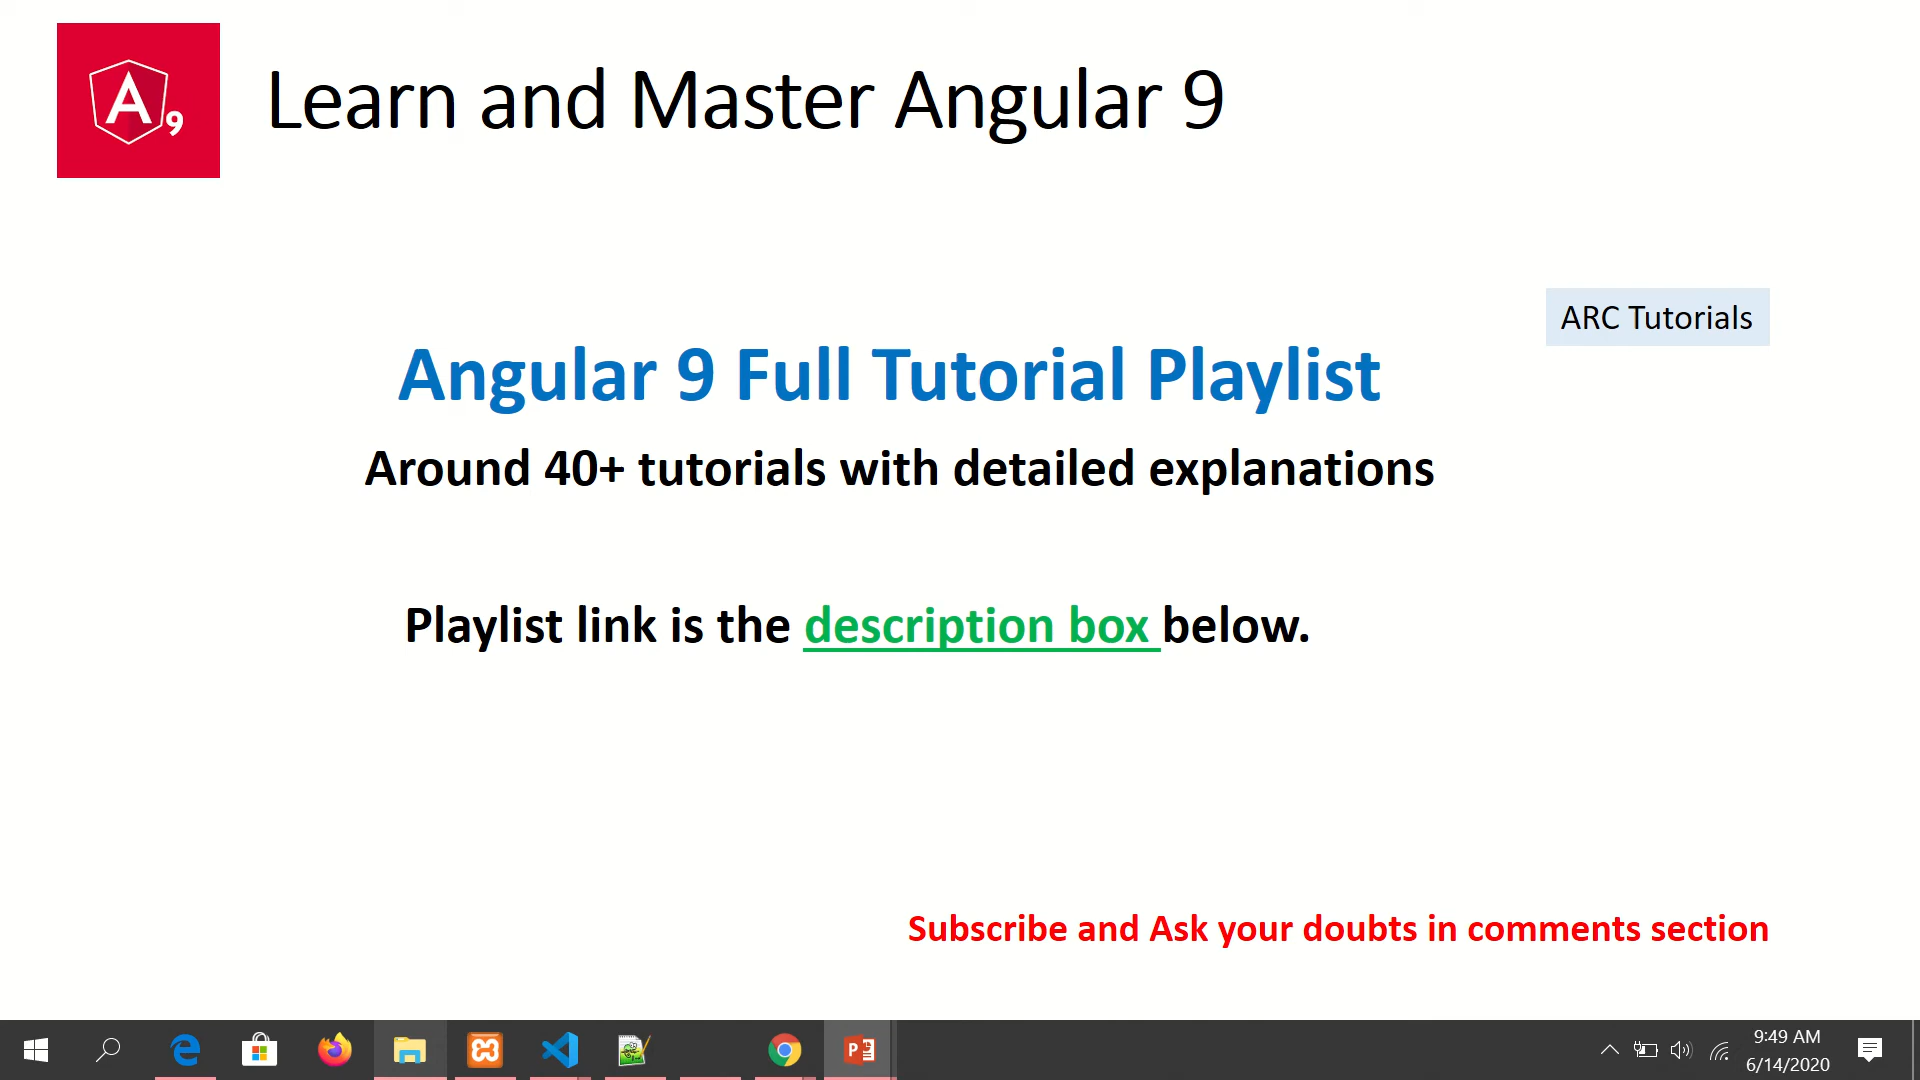 A9
Learn and Master Angular 9
ARC Tutorials
Angular 9 Full Tutorial Playlist
Around 40+ tutorials with detailed explanations
Playlist link is the description box below.
Subscribe and Ask your doubts in comments section
9:49 AM
6/14/2020